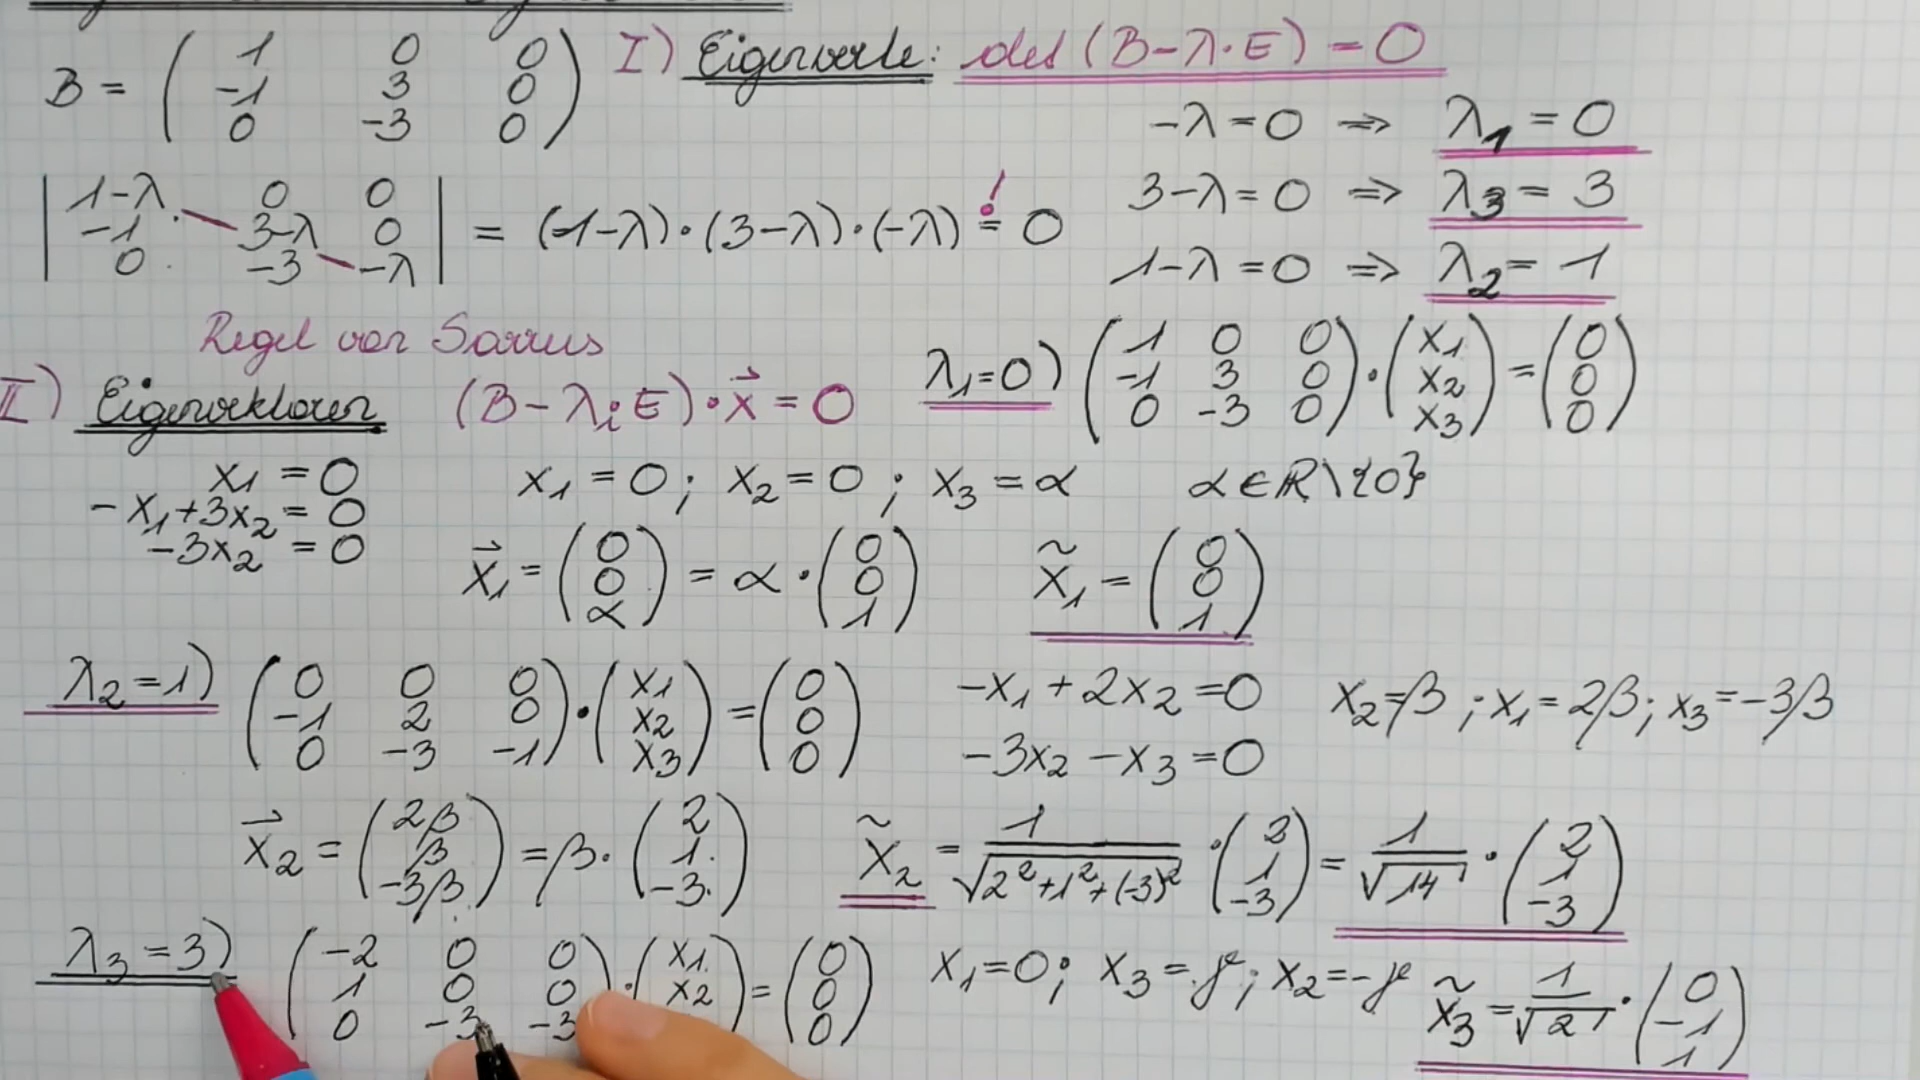 B = ( 1 0 0
-1 3 0
0 -3 0 )
I) Eigenwerte: det (B-λ·E) = 0
-λ = 0 => λ1 = 0
3-λ = 0 => λ3 = 3
1-λ = 0 => λ2 = 1
| 1-λ 0 0
-1 3-λ 0
0 -3 -λ | = (1-λ)·(3-λ)·(-λ) != 0
Regel von Sarrus
II) Eigenvektoren (B - λi E)·x⃗ = 0
λ1=0) ( 1 0 0
-1 3 0
0 -3 0 ) · ( x1
x2
x3 ) = ( 0
0
0 )
x1 = 0
-x1+3x2 = 0
-3x2 = 0
x1 = 0; x2 = 0; x3 = α α∈R\{0}
x⃗1 = ( 0
0
α ) = α · ( 0
0
1 )
x̃1 = ( 0
0
1 )
λ2=1) ( 0 0 0
-1 2 0
0 -3 -1 ) · ( x1
x2
x3 ) = ( 0
0
0 )
-x1 + 2x2 = 0
-3x2 - x3 = 0
x2=β ; x1 = 2β; x3=-3β
x⃗2 = ( 2β
β
-3β ) = β· ( 2
1
-3 )
x̃2 = 1/√(2²+1²+(-3)²) · ( 2
1
-3 ) = 1/√14 · ( 2
1
-3 )
λ3=3) ( -2 0 0
1 0 0
0 -3 -3 · ( x1
x2 ) = ( 0
0
0 )
x1=0; x3 = γ; x2=-γ
x̃3 = 1/√2 · ( 0
-1
1 )